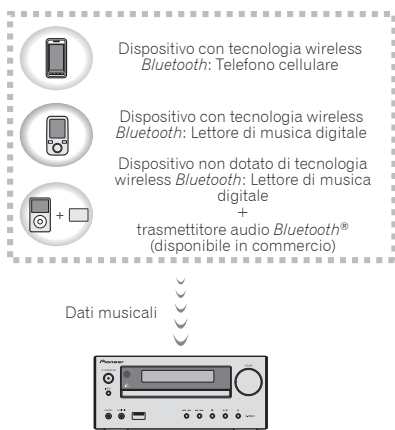 Dispositivo con tecnologia wireless
Bluetooth: Telefono cellulare
Dispositivo con tecnologia wireless
Bluetooth: Lettore di musica digitale
Dispositivo non dotato di tecnologia
wireless Bluetooth: Lettore di musica
digitale
+
+
trasmettitore audio Bluetooth®
(disponibile in commercio)
Dati musicali
Pioneer